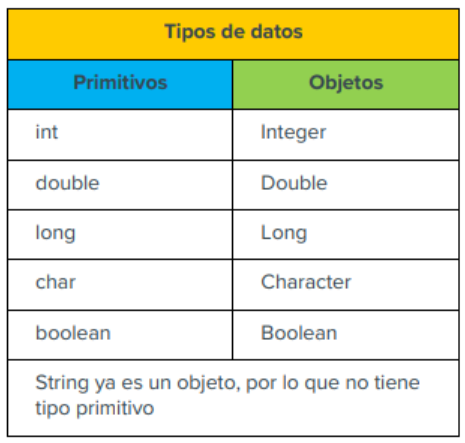 Tipos de datos
Primitivos Objetos
int Integer
double Double
long Long
char Character
boolean Boolean
String ya es un objeto, por lo que no tiene
tipo primitivo